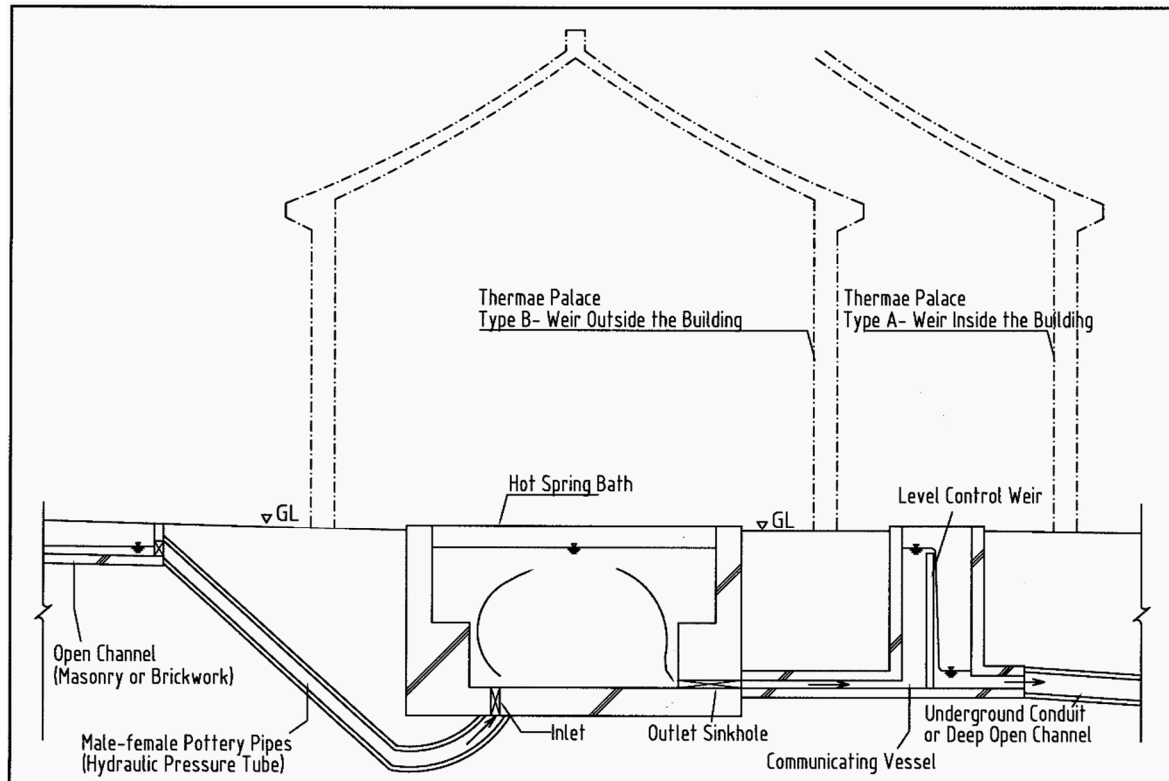 Thermae Palace
Type B- Weir Outside the Building
Thermae Palace
Type A- Weir Inside the Building
Hot Spring Bath
Level Control Weir
GL
GL
Open Channel
(Masonry or Brickwork)
Male-female Pottery Pipes
(Hydraulic Pressure Tube)
Inlet
Outlet Sinkhole
Underground Conduit
or Deep Open Channel
Communicating Vessel